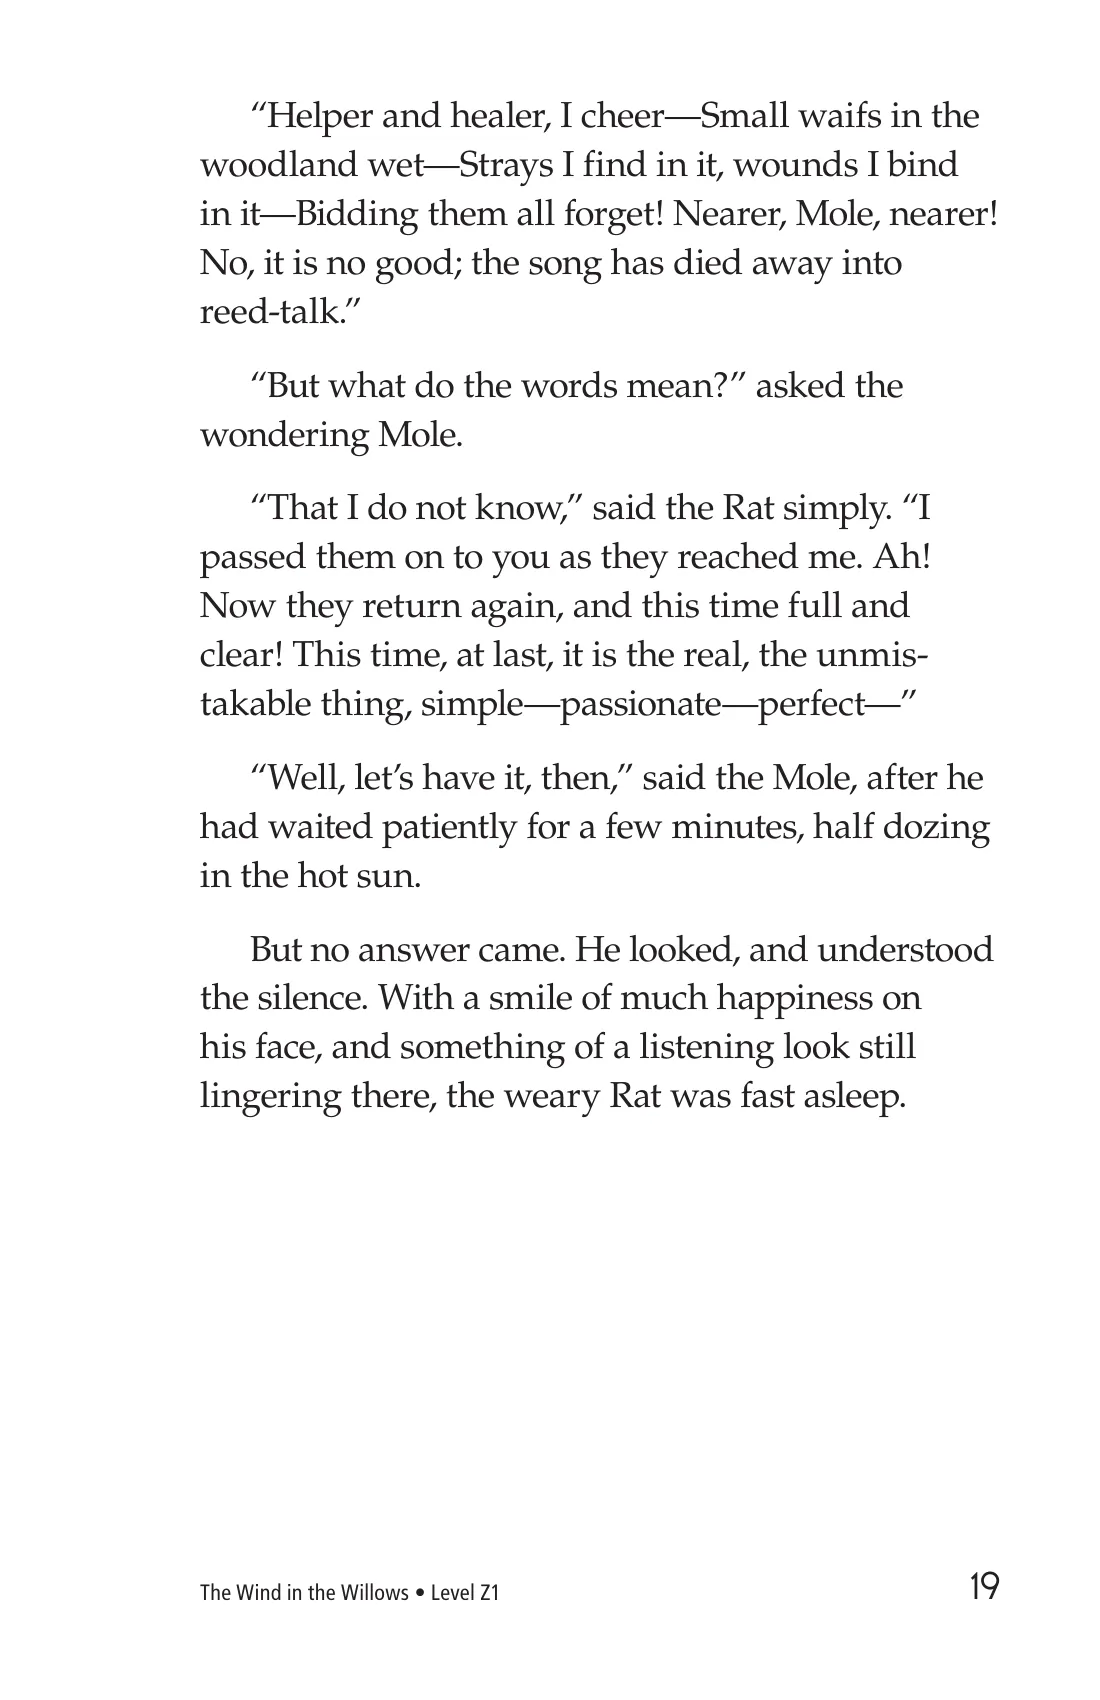 “Helper and healer, I cheer—Small waifs in the
woodland wet—Strays I find in it, wounds I bind
in it—Bidding them all forget! Nearer, Mole, nearer!
No, it is no good; the song has died away into
reed-talk.”
“But what do the words mean?” asked the
wondering Mole.
“That I do not know,” said the Rat simply. “I
passed them on to you as they reached me. Ah!
Now they return again, and this time full and
clear! This time, at last, it is the real, the unmis-
takable thing, simple—passionate—perfect—”
“Well, let’s have it, then,” said the Mole, after he
had waited patiently for a few minutes, half dozing
in the hot sun.
But no answer came. He looked, and understood
the silence. With a smile of much happiness on
his face, and something of a listening look still
lingering there, the weary Rat was fast asleep.
The Wind in the Willows • Level Z1
19